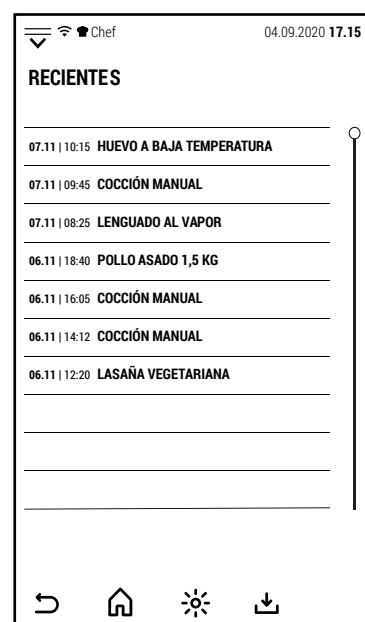 Chef 04.09.2020 17.15
RECIENTES
07.11 | 10:15 HUEVO A BAJA TEMPERATURA
07.11 | 09:45 COCCIÓN MANUAL
07.11 | 08:25 LENGUADO AL VAPOR
06.11 | 18:40 POLLO ASADO 1,5 KG
06.11 | 16:05 COCCIÓN MANUAL
06.11 | 14:12 COCCIÓN MANUAL
06.11 | 12:20 LASAÑA VEGETARIANA